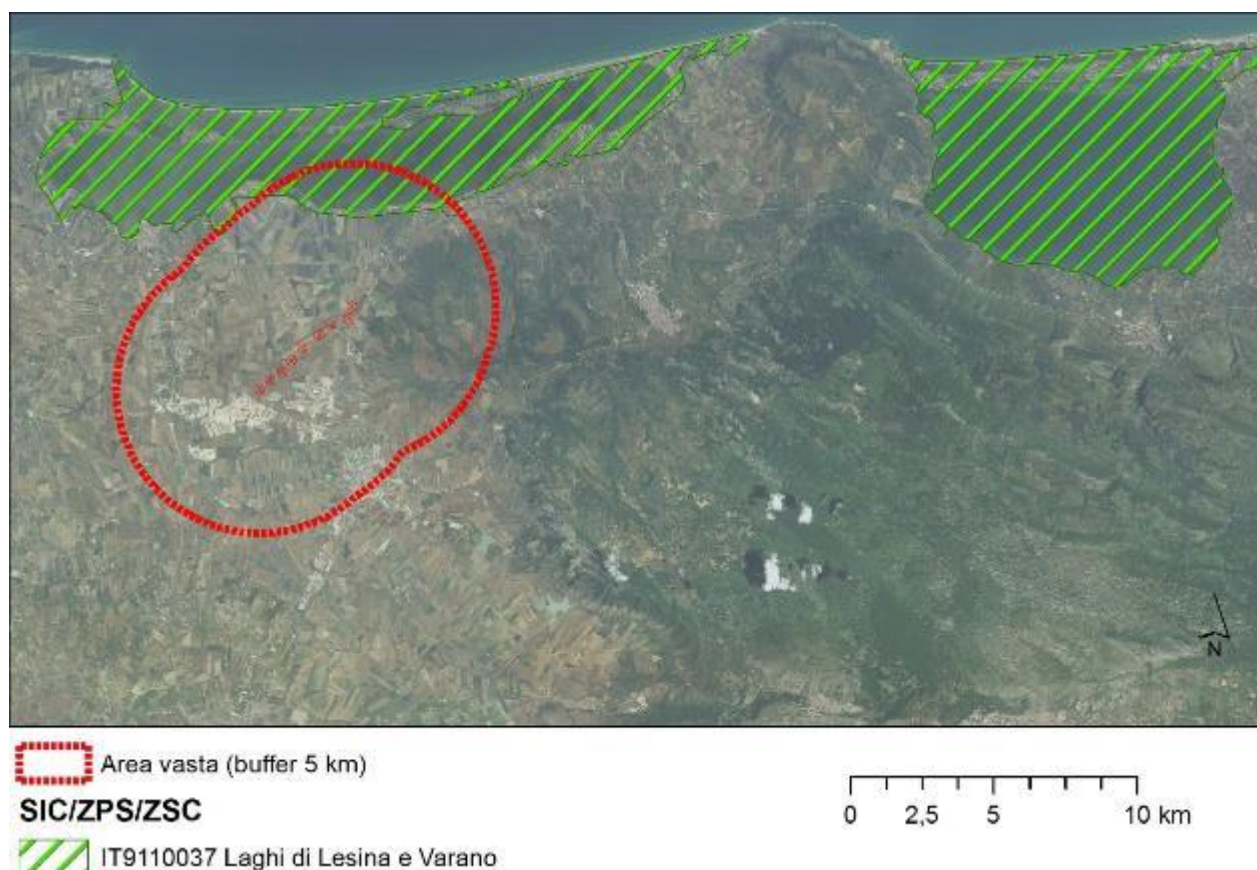 N
Area vasta (buffer 5 km)
SIC/ZPS/ZSC
IT9110037 Laghi di Lesina e Varano
0 2,5 5 10 km